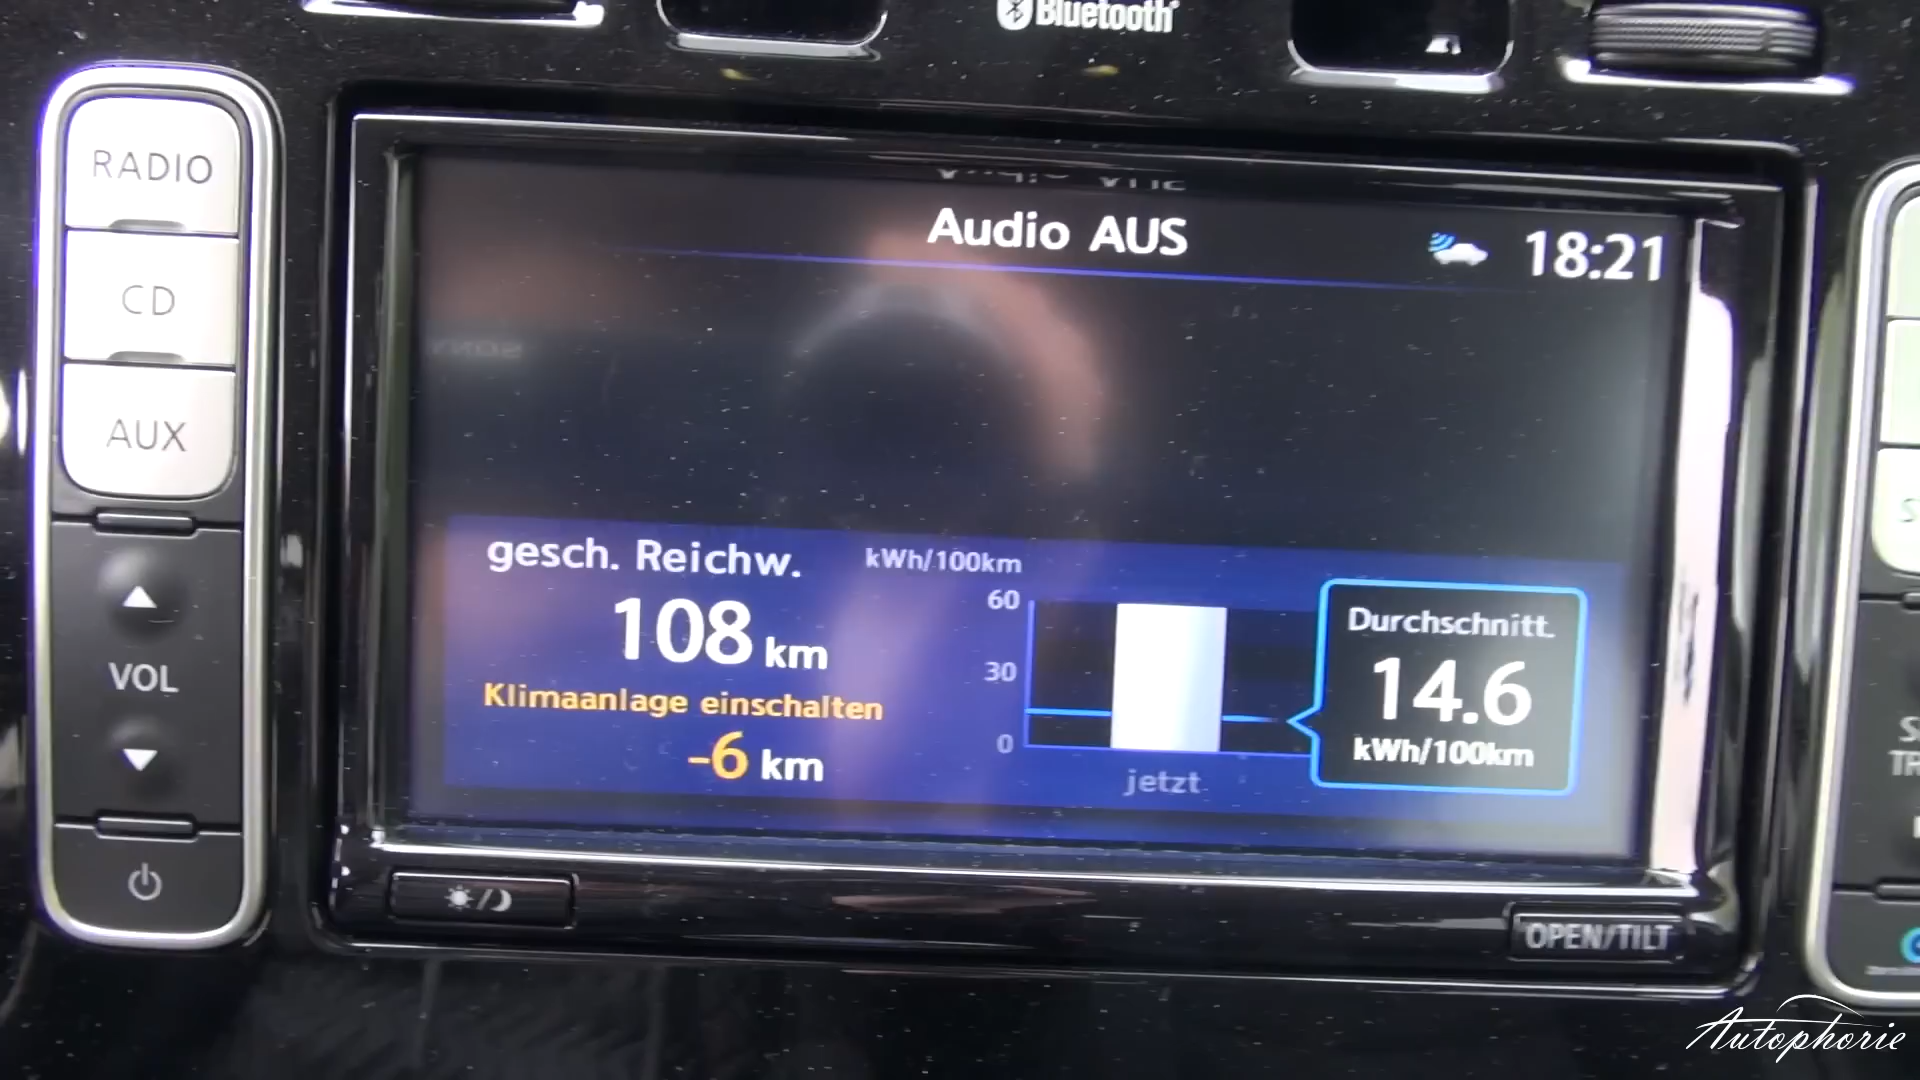 Bluetooth
RADIO
CD
AUX
VOL
Audio AUS
18:21
gesch. Reichw.
108 km
Klimaanlage einschalten
-6 km
kWh/100km
60
30
0
jetzt
Durchschnitt.
14.6
kWh/100km
OPEN/TILT
Autophorie